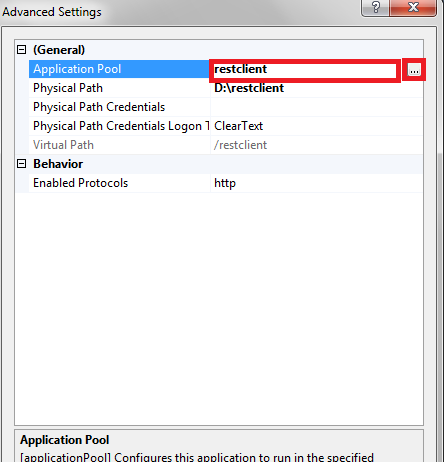 Advanced Settings
(General)
Application Pool restclient ...
Physical Path D:\restclient
Physical Path Credentials
Physical Path Credentials Logon T ClearText
Virtual Path /restclient
Behavior
Enabled Protocols http
Application Pool
[applicationPool] Configures this application to run in the specified